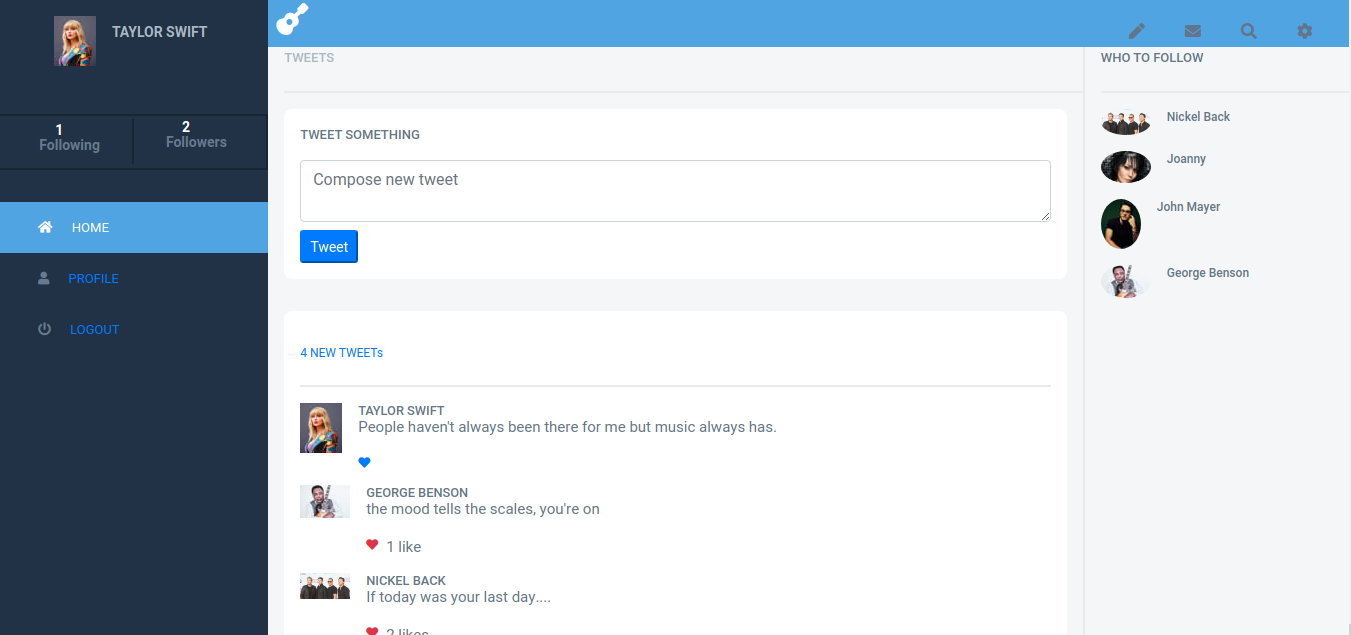 TAYLOR SWIFT
1
Following
2
Followers
HOME
PROFILE
LOGOUT
TWEETS
TWEET SOMETHING
Compose new tweet
Tweet
4 NEW TWEETs
TAYLOR SWIFT
People haven't always been there for me but music always has.
GEORGE BENSON
the mood tells the scales, you're on
1 like
NICKEL BACK
If today was your last day....
2 likes
WHO TO FOLLOW
Nickel Back
Joanny
John Mayer
George Benson